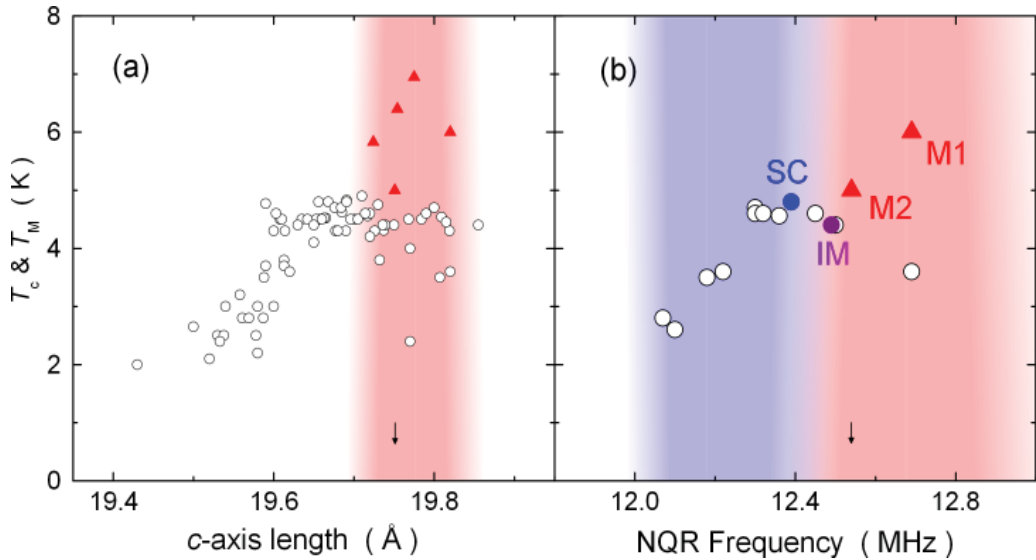 (a)
(b)
8
6
4
2
0
T_c & T_M ( K )
19.4
19.6
19.8
c-axis length ( Å )
SC
IM
M1
M2
12.0
12.4
12.8
NQR Frequency ( MHz )